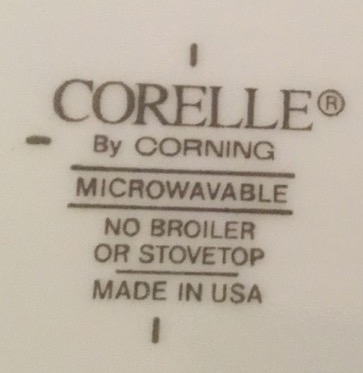 CORELLE®
By CORNING
MICROWAVABLE
NO BROILER
OR STOVETOP
MADE IN USA